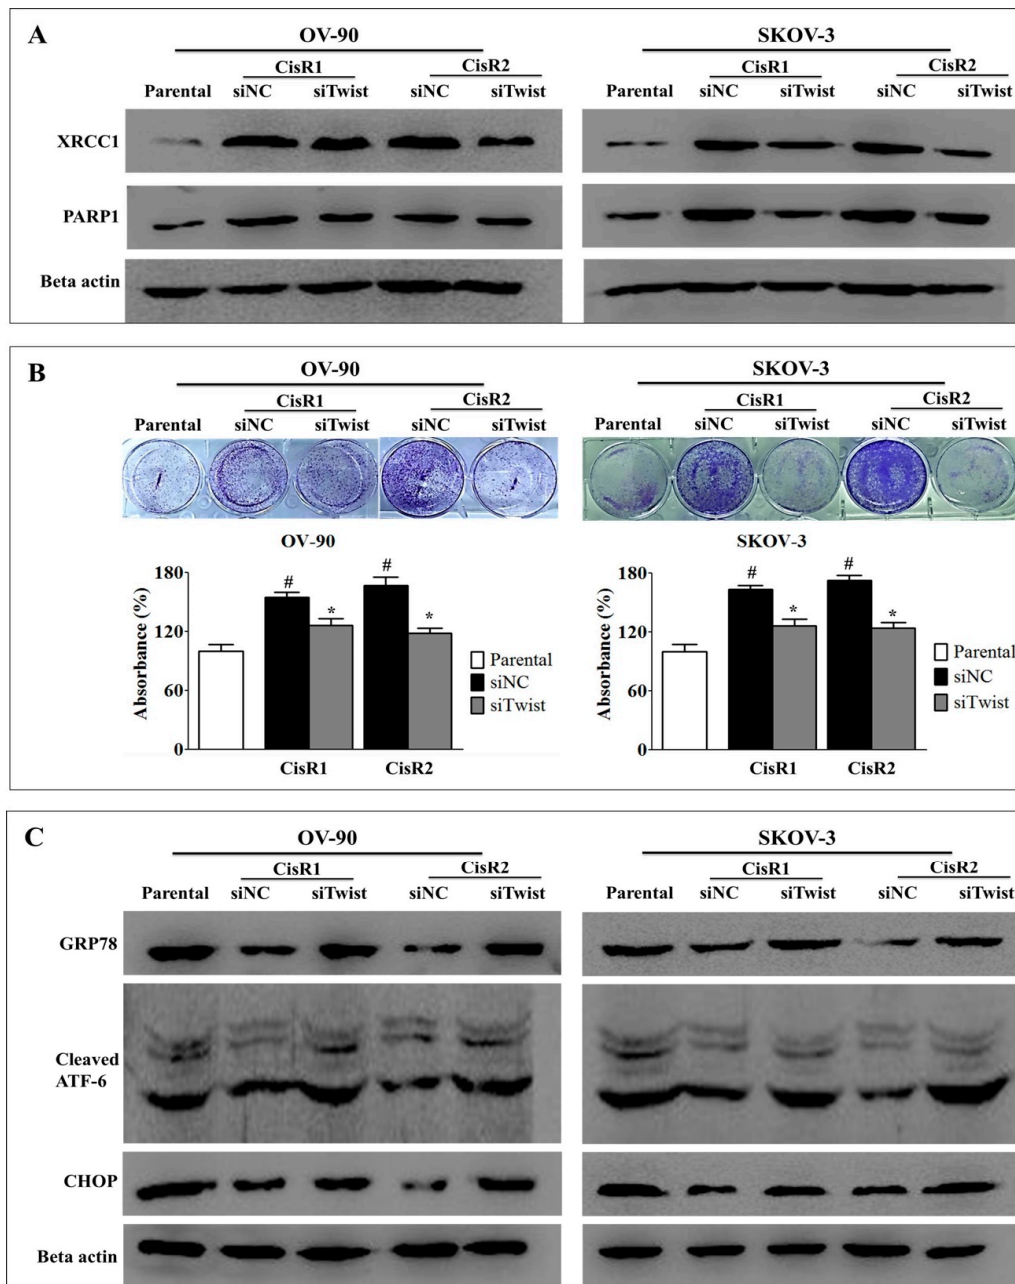 A
OV-90
SKOV-3
CisR1
CisR2
CisR1
CisR2
Parental
siNC
siTwist
siNC
siTwist
Parental
siNC
siTwist
siNC
siTwist
XRCC1
PARP1
Beta actin
B
OV-90
SKOV-3
CisR1
CisR2
CisR1
CisR2
Parental
siNC
siTwist
siNC
siTwist
Parental
siNC
siTwist
siNC
siTwist
OV-90
Absorbance (%)
180
120
60
0
#
*
#
*
Parental
siNC
siTwist
CisR1
CisR2
SKOV-3
Absorbance (%)
180
120
60
0
#
*
#
*
Parental
siNC
siTwist
CisR1
CisR2
C
OV-90
SKOV-3
CisR1
CisR2
CisR1
CisR2
Parental
siNC
siTwist
siNC
siTwist
Parental
siNC
siTwist
siNC
siTwist
GRP78
Cleaved
ATF-6
CHOP
Beta actin